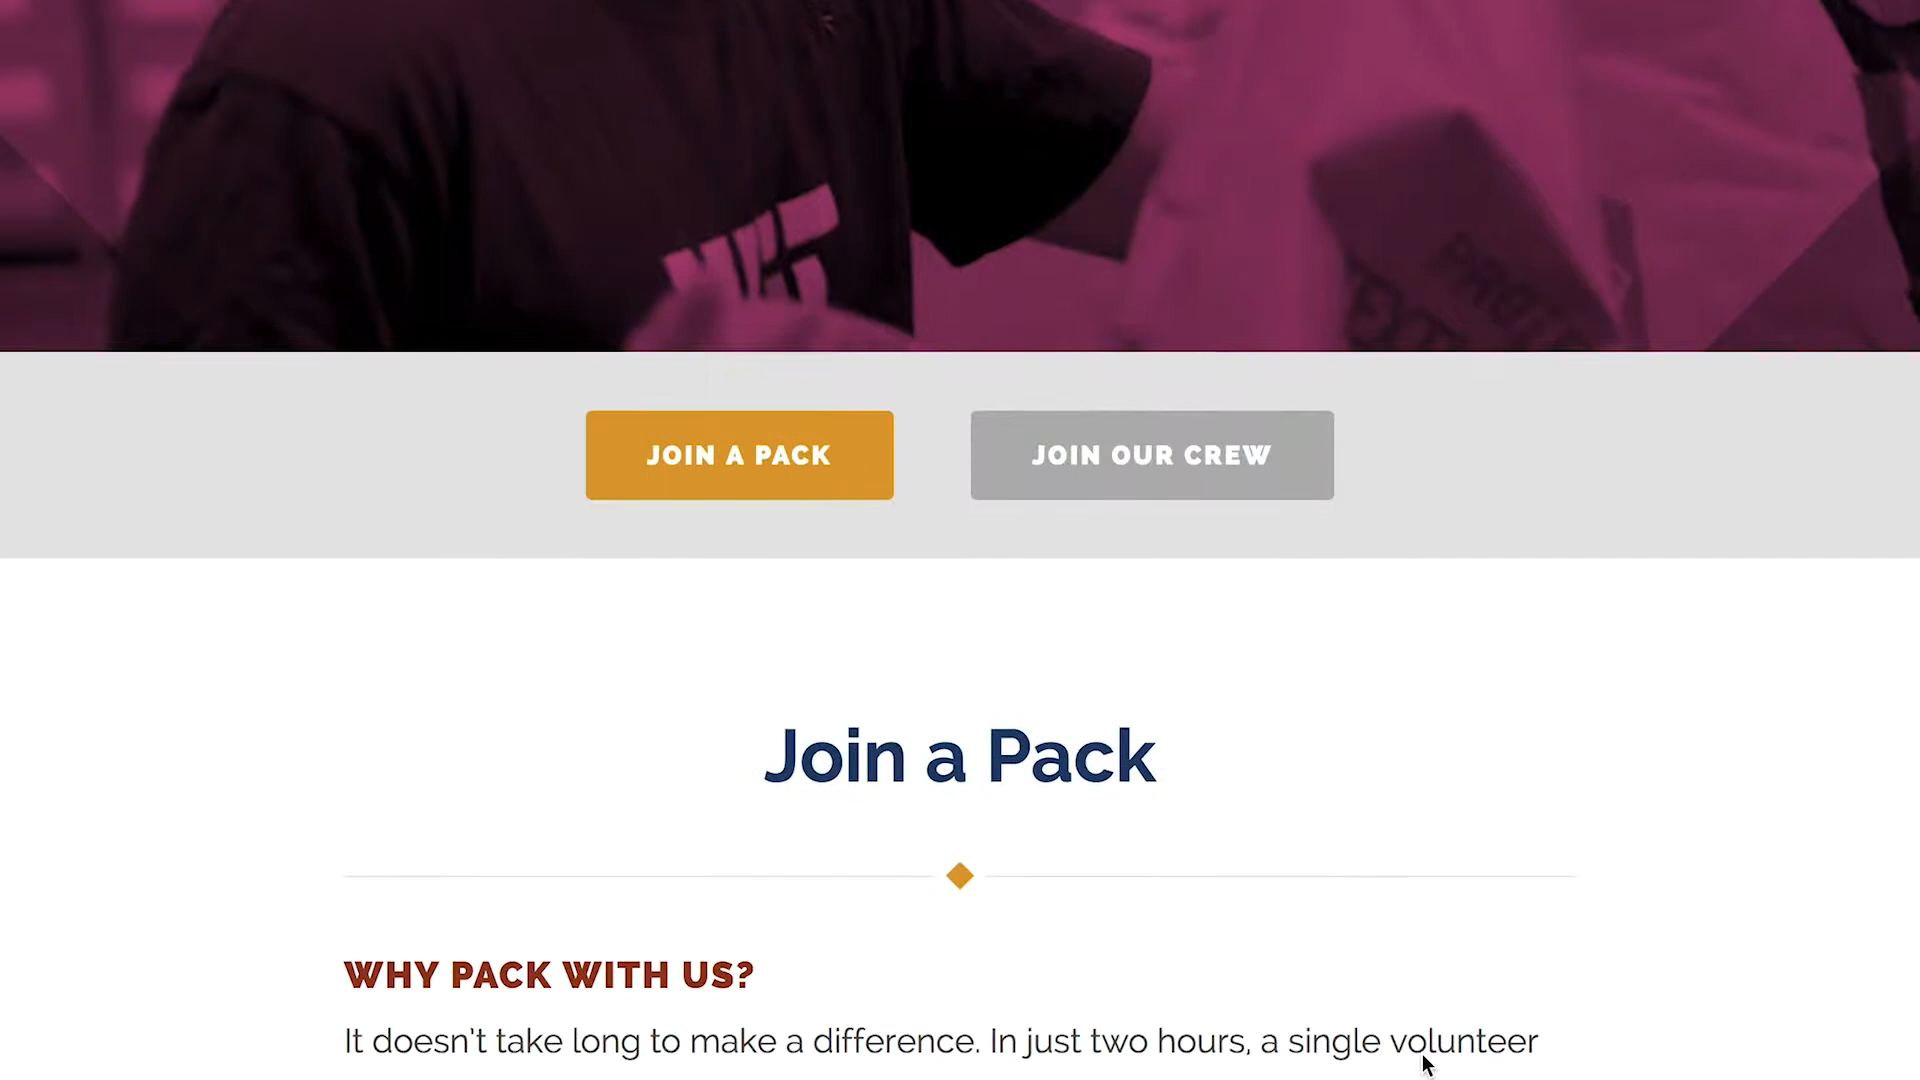 JOIN A PACK
JOIN OUR CREW
Join a Pack
WHY PACK WITH US?
It doesn't take long to make a difference. In just two hours, a single volunteer